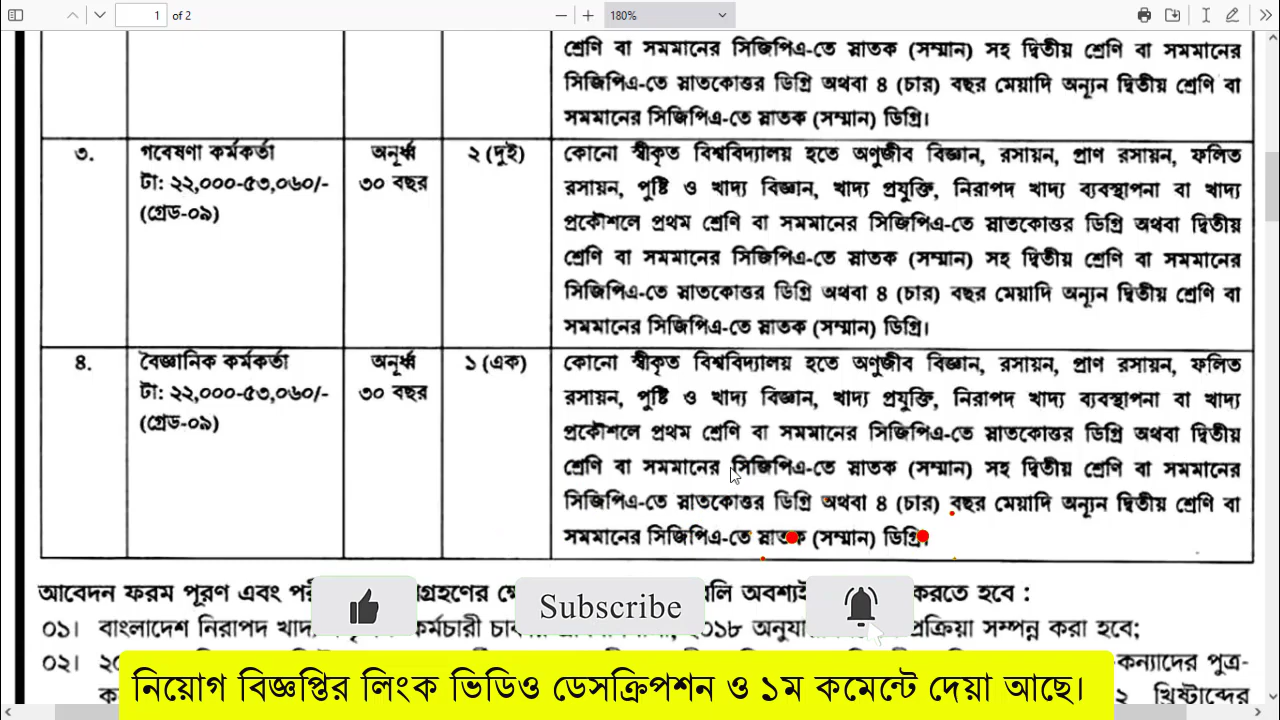 1 of 2
180%
শ্রেণি বা সমমানের সিজিপিএ-তে স্নাতক (সম্মান) সহ দ্বিতীয় শ্রেণি বা সমমানের
সিজিপিএ-তে স্নাতকোত্তর ডিগ্রি অথবা ৪ (চার) বছর মেয়াদি অন্যূন দ্বিতীয় শ্রেণি বা
সমমানের সিজিপিএ-তে স্নাতক (সম্মান) ডিগ্রি।
৩.
গবেষণা কর্মকর্তা
টা: ২২,০০০-৫৩,০৬০/-
(গ্রেড-০৯)
অনূর্ধ্ব
৩০ বছর
২ (দুই)
কোনো স্বীকৃত বিশ্ববিদ্যালয় হতে অণুজীব বিজ্ঞান, রসায়ন, প্রাণ রসায়ন, ফলিত
রসায়ন, পুষ্টি ও খাদ্য বিজ্ঞান, খাদ্য প্রযুক্তি, নিরাপদ খাদ্য ব্যবস্থাপনা বা খাদ্য
প্রকৌশলে প্রথম শ্রেণি বা সমমানের সিজিপিএ-তে স্নাতকোত্তর ডিগ্রি অথবা দ্বিতীয়
শ্রেণি বা সমমানের সিজিপিএ-তে স্নাতক (সম্মান) সহ দ্বিতীয় শ্রেণি বা সমমানের
সিজিপিএ-তে স্নাতকোত্তর ডিগ্রি অথবা ৪ (চার) বছর মেয়াদি অন্যূন দ্বিতীয় শ্রেণি বা
সমমানের সিজিপিএ-তে স্নাতক (সম্মান) ডিগ্রি।
৪.
বৈজ্ঞানিক কর্মকর্তা
টা: ২২,০০০-৫৩,০৬০/-
(গ্রেড-০৯)
অনূর্ধ্ব
৩০ বছর
১ (এক)
কোনো স্বীকৃত বিশ্ববিদ্যালয় হতে অণুজীব বিজ্ঞান, রসায়ন, প্রাণ রসায়ন, ফলিত
রসায়ন, পুষ্টি ও খাদ্য বিজ্ঞান, খাদ্য প্রযুক্তি, নিরাপদ খাদ্য ব্যবস্থাপনা বা খাদ্য
প্রকৌশলে প্রথম শ্রেণি বা সমমানের সিজিপিএ-তে স্নাতকোত্তর ডিগ্রি অথবা দ্বিতীয়
শ্রেণি বা সমমানের সিজিপিএ-তে স্নাতক (সম্মান) সহ দ্বিতীয় শ্রেণি বা সমমানের
সিজিপিএ-তে স্নাতকোত্তর ডিগ্রি অথবা ৪ (চার) বছর মেয়াদি অন্যূন দ্বিতীয় শ্রেণি বা
সমমানের সিজিপিএ-তে স্নাতক (সম্মান) ডিগ্রি।
আবেদন ফরম পূরণ এবং করতে হবে :
০১। বাংলাদেশ নিরাপদ খাদ্য কর্মচারী ২০১৮ প্রক্রিয়া সম্পন্ন করা হবে;
Subscribe
০২। কন্যাদের পুত্র-
খ্রিষ্টাব্দের
নিয়োগ বিজ্ঞপ্তির লিংক ভিডিও ডেসক্রিপশন ও ১ম কমেন্টে দেয়া আছে।